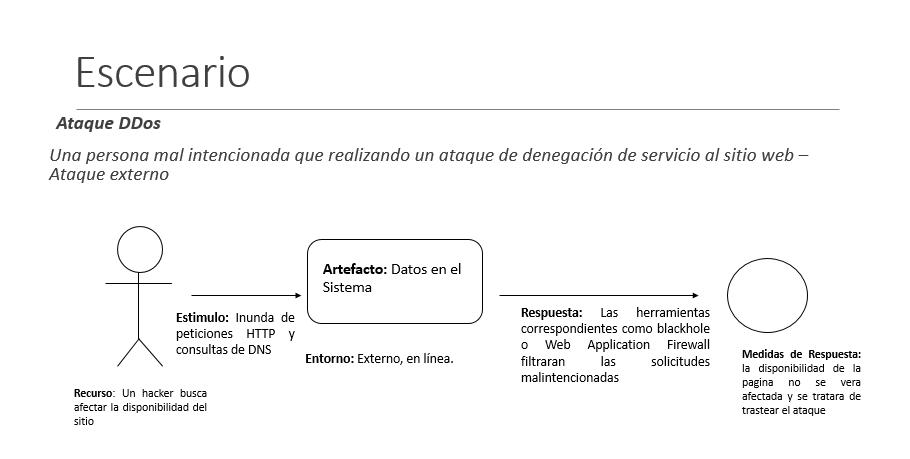 Escenario
Ataque DDos
Una persona mal intencionada que realizando un ataque de denegación de servicio al sitio web –
Ataque externo
Artefacto: Datos en el
Sistema
Estimulo: Inunda de
peticiones HTTP y
consultas de DNS
Entorno: Externo, en línea.
Respuesta: Las herramientas
correspondientes como blackhole
o Web Application Firewall
filtraran las solicitudes
malintencionadas
Medidas de Respuesta:
la disponibilidad de la
pagina no se vera
afectada y se tratara de
trastear el ataque
Recurso: Un hacker busca
afectar la disponibilidad del
sitio